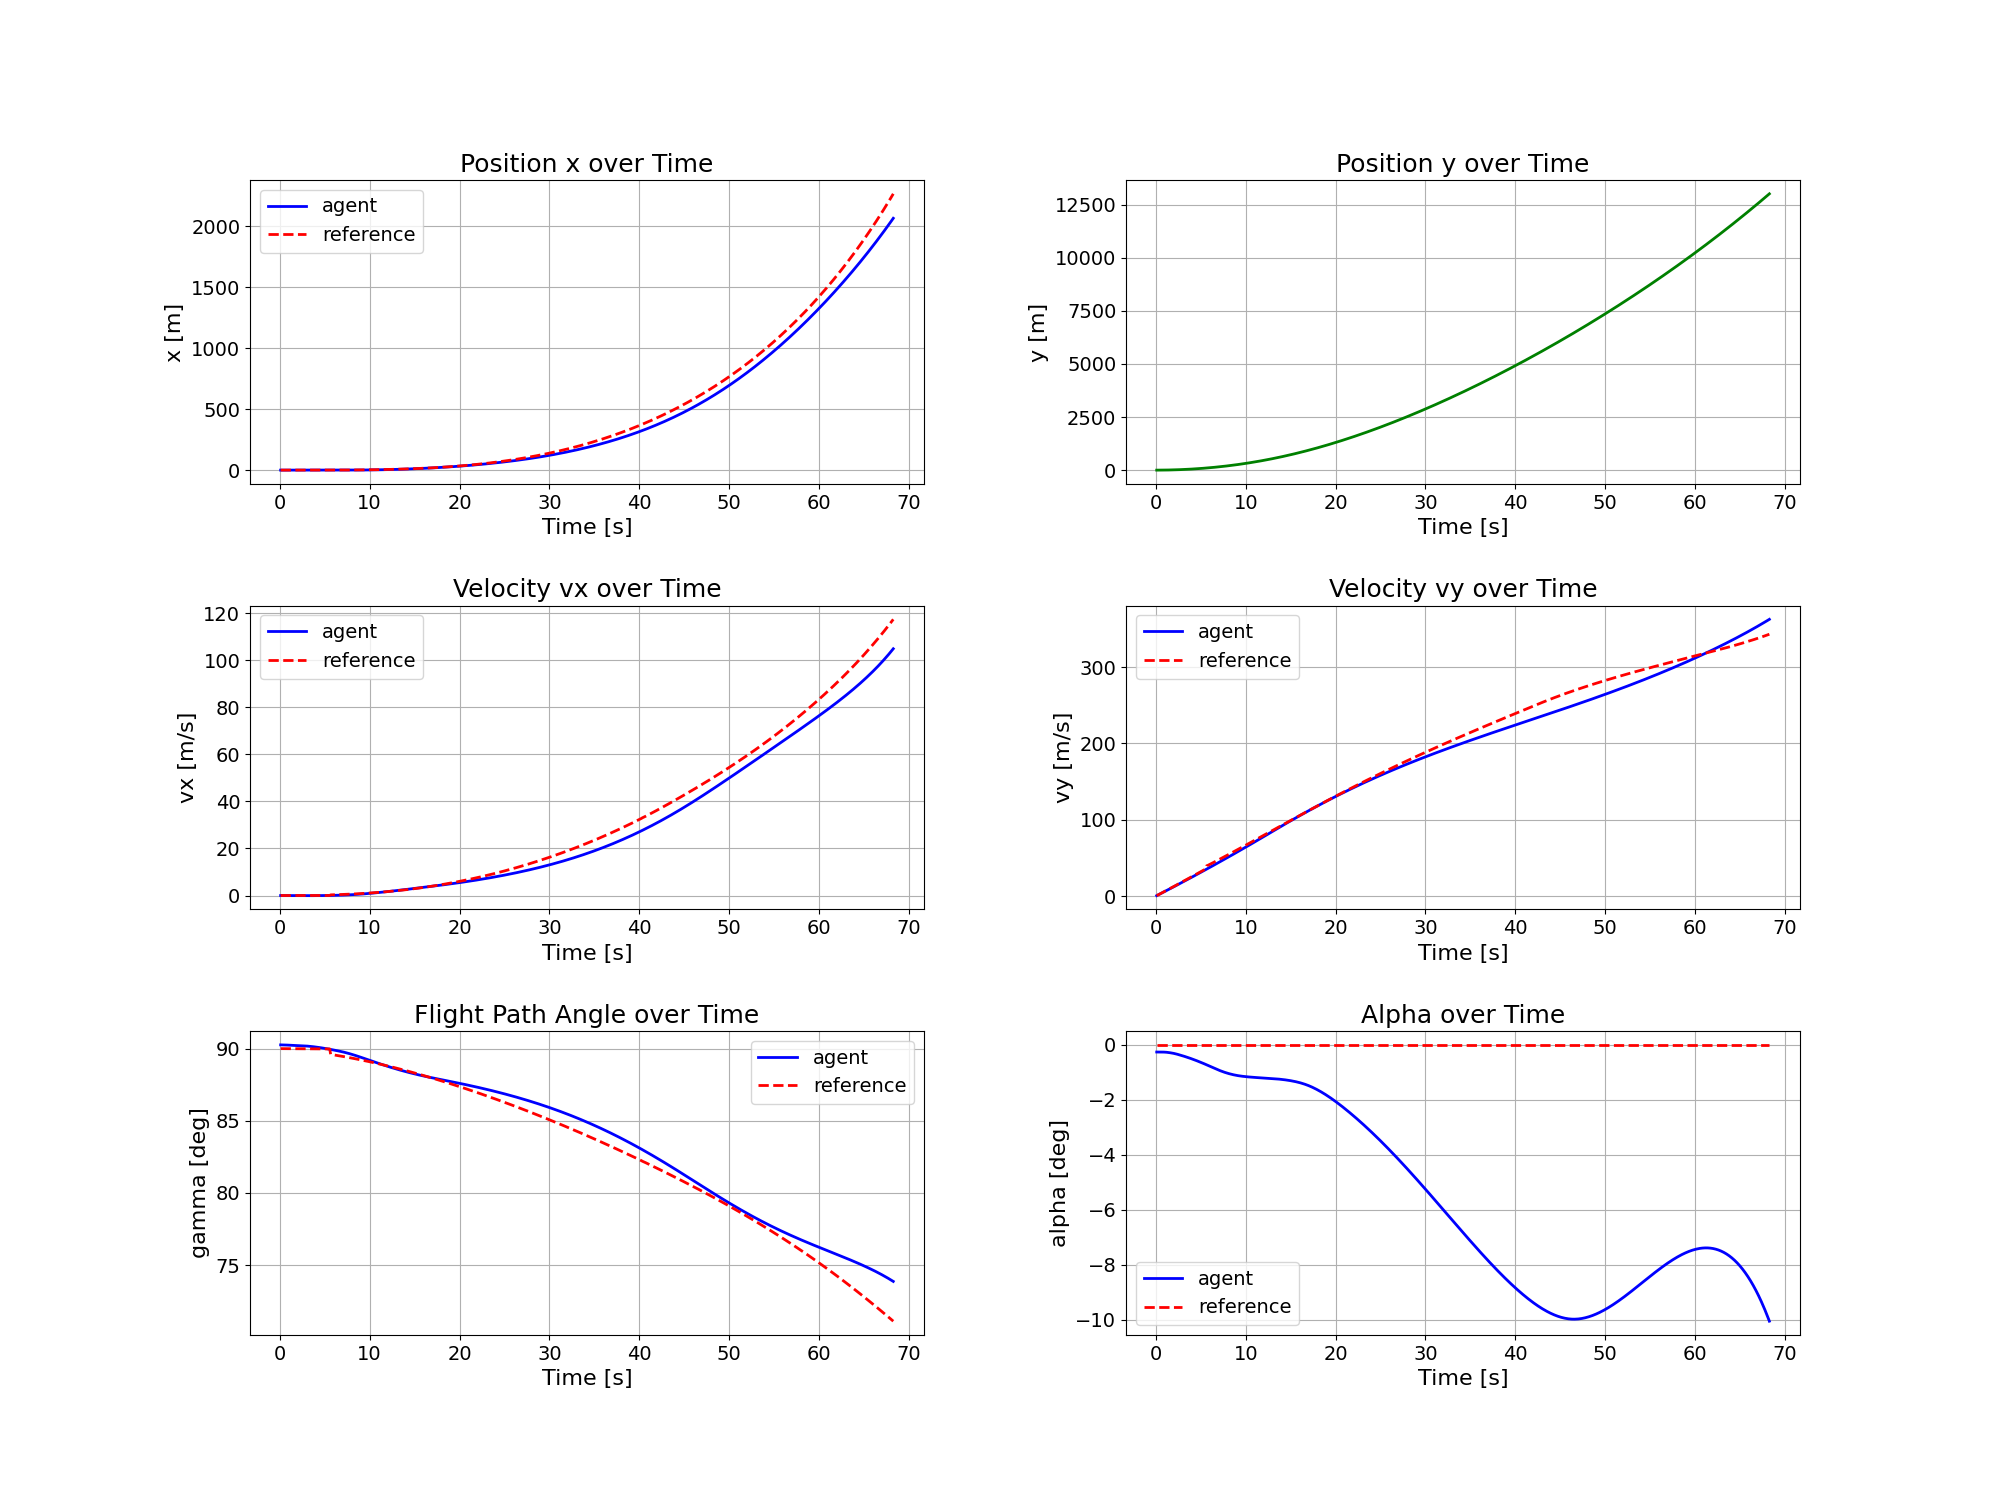 Position x over Time
agent
reference
2000
1500
1000
500
0
x [m]
0 10 20 30 40 50 60 70
Time [s]
Position y over Time
12500
10000
7500
5000
2500
0
y [m]
0 10 20 30 40 50 60 70
Time [s]
Velocity vx over Time
agent
reference
120
100
80
60
40
20
0
vx [m/s]
0 10 20 30 40 50 60 70
Time [s]
Velocity vy over Time
agent
reference
300
200
100
0
vy [m/s]
0 10 20 30 40 50 60 70
Time [s]
Flight Path Angle over Time
agent
reference
90
85
80
75
gamma [deg]
0 10 20 30 40 50 60 70
Time [s]
Alpha over Time
0
−2
−4
−6
−8
−10
alpha [deg]
agent
reference
0 10 20 30 40 50 60 70
Time [s]